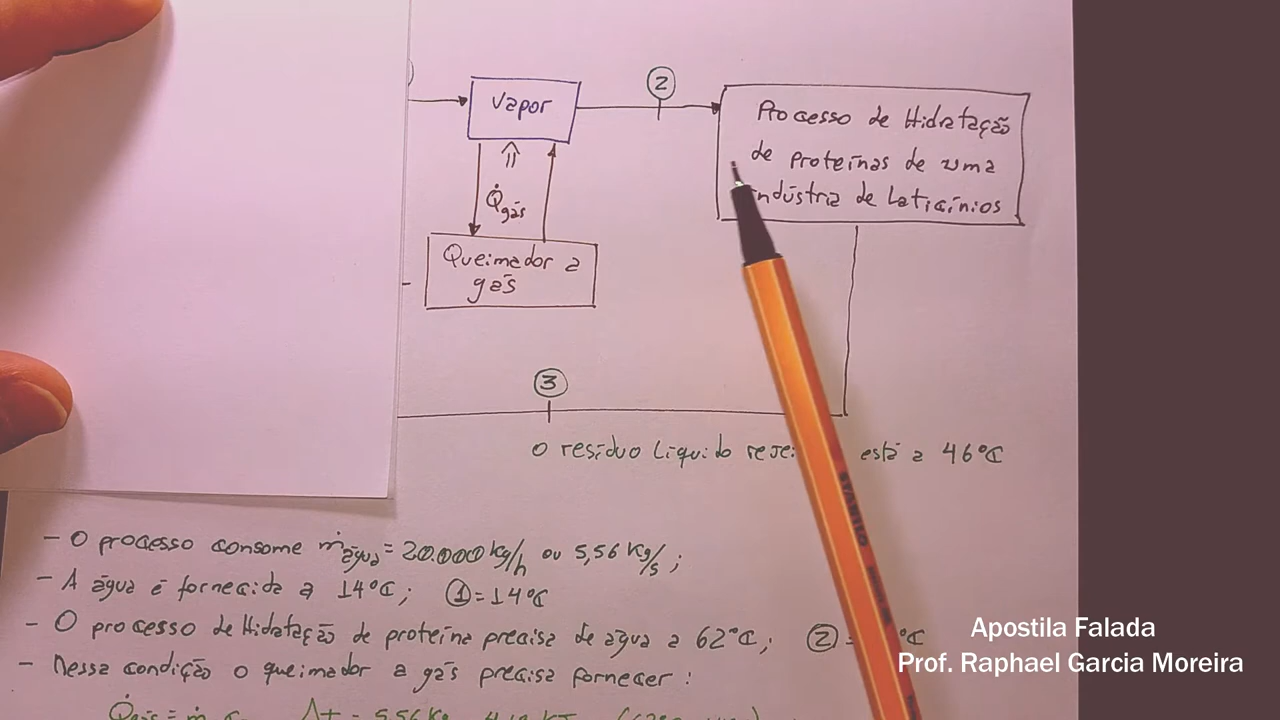 Vapor
2
Processo de Hidratação
de proteínas de uma
indústria de Laticínios
Q̇gás
Queimador a
gás
3
O resíduo Líquido está a 46°C
- O processo consome ṁágua = 20.000 kg/h ou 5,56 kg/s;
- A água é fornecida a 14°C; 1 = 14°C
- O processo de Hidratação de proteína precisa de água a 62°C; 2 = °C
- Nessa condição o queimador a gás precisa fornecer:
STABILO
Apostila Falada
Prof. Raphael Garcia Moreira